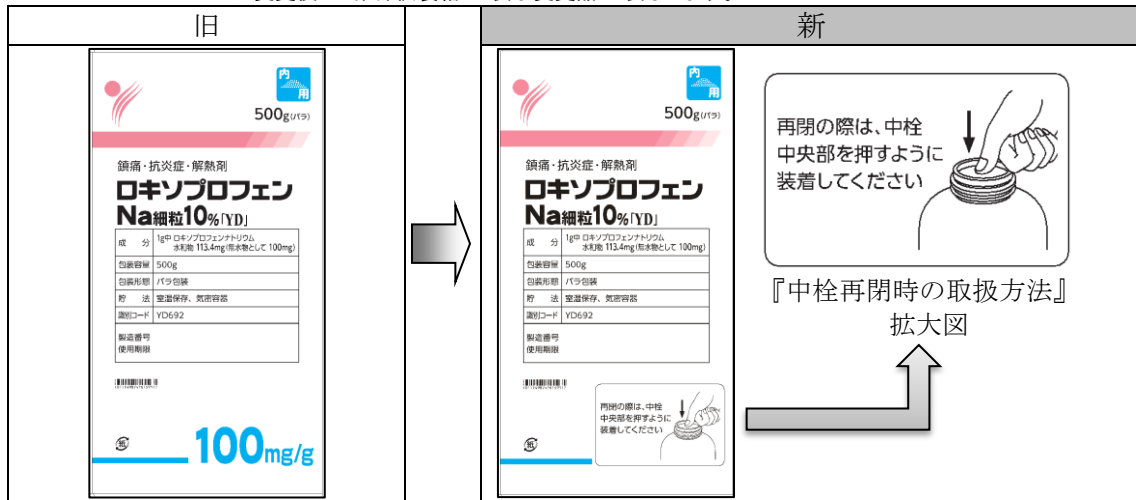 旧
新
内
用
500g(バラ)
鎮痛・抗炎症・解熱剤
ロキソプロフェン
Na細粒10%「YD」
成 分 1g中 ロキソプロフェンナトリウム
水和物 113.4mg(無水物として 100mg)
包装容量 500g
包装形態 バラ包装
貯 法 室温保存、気密容器
識別コード YD692
製造番号
使用期限
紙
100mg/g
内
用
500g(バラ)
鎮痛・抗炎症・解熱剤
ロキソプロフェン
Na細粒10%「YD」
成 分 1g中 ロキソプロフェンナトリウム
水和物 113.4mg(無水物として 100mg)
包装容量 500g
包装形態 バラ包装
貯 法 室温保存、気密容器
識別コード YD692
製造番号
使用期限
再閉の際は、中栓
中央部を押すように
装着してください
紙
再閉の際は、中栓
中央部を押すように
装着してください
『中栓再閉時の取扱方法』
拡大図